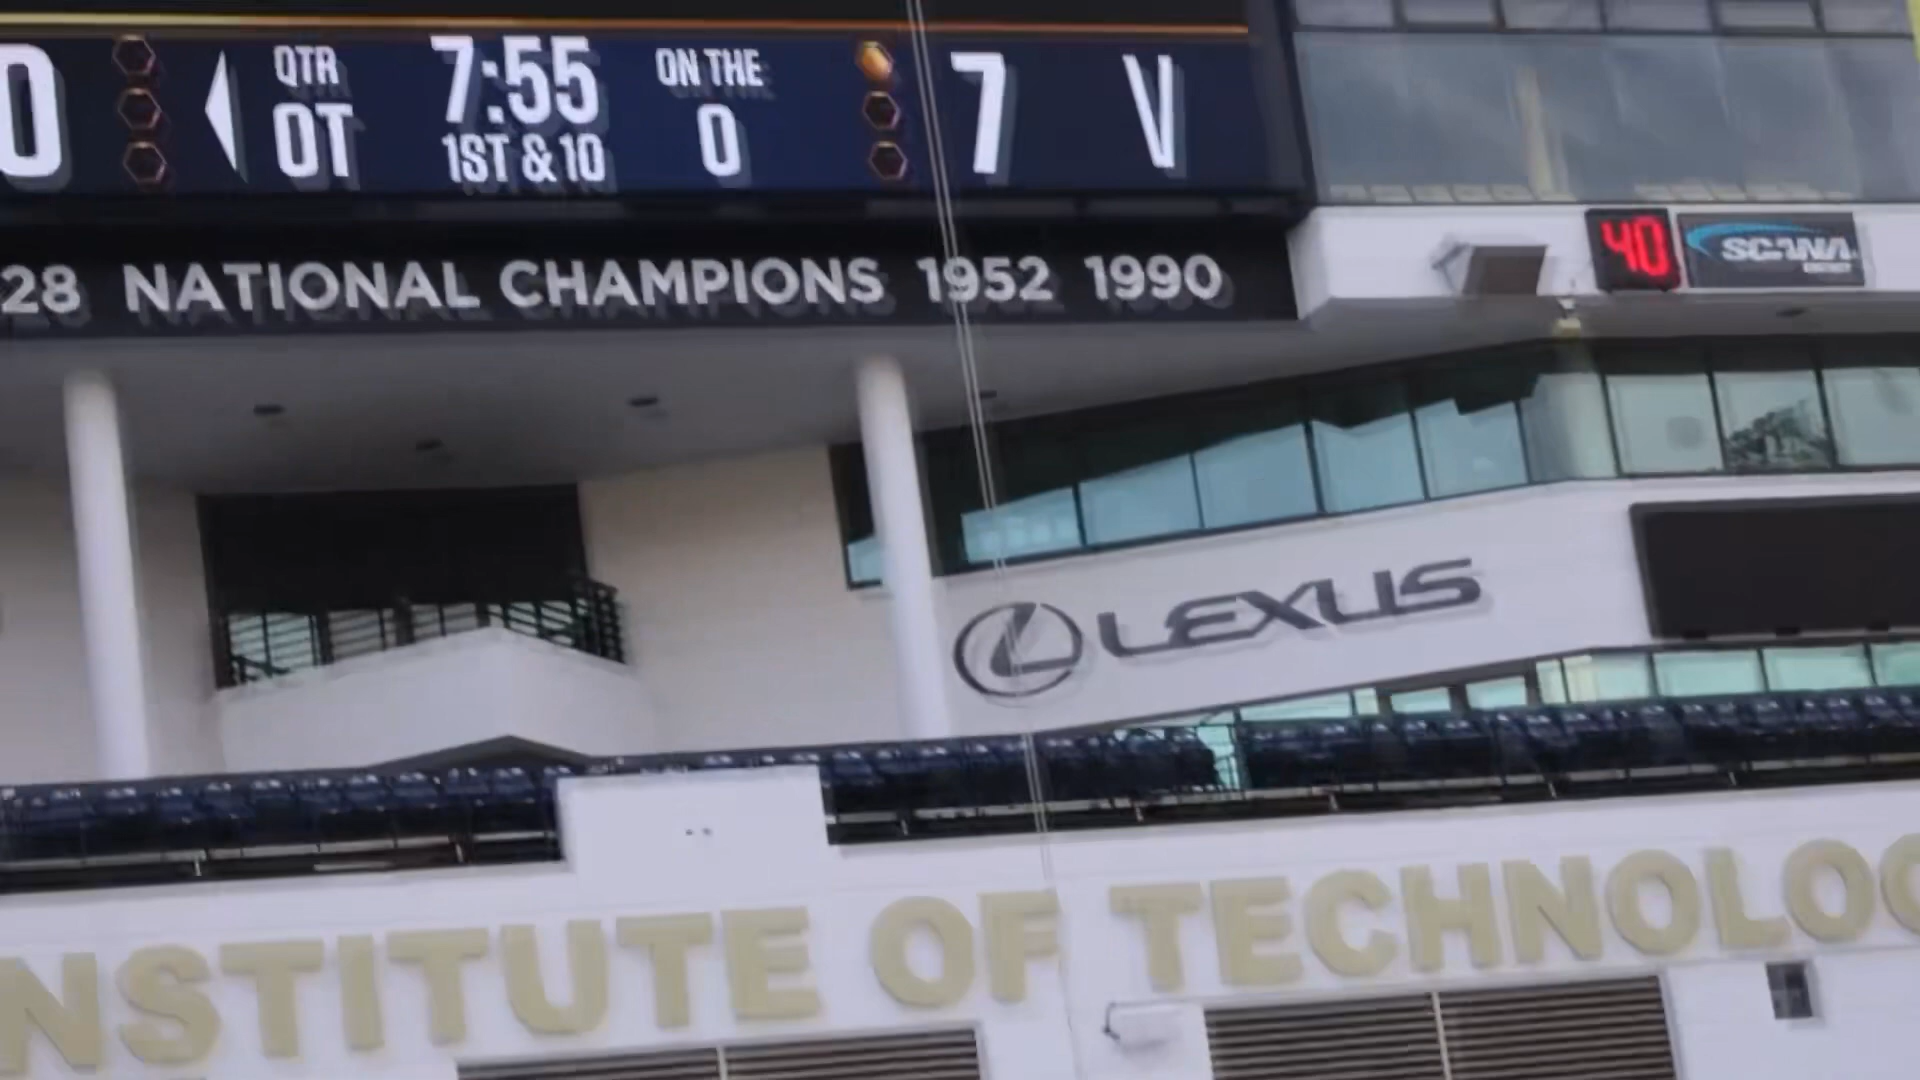 0 QTR 7:55 ON THE 7 V
OT 1ST & 10 0
28 NATIONAL CHAMPIONS 1952 1990
40 SCANA
LEXUS
NSTITUTE OF TECHNOLOG